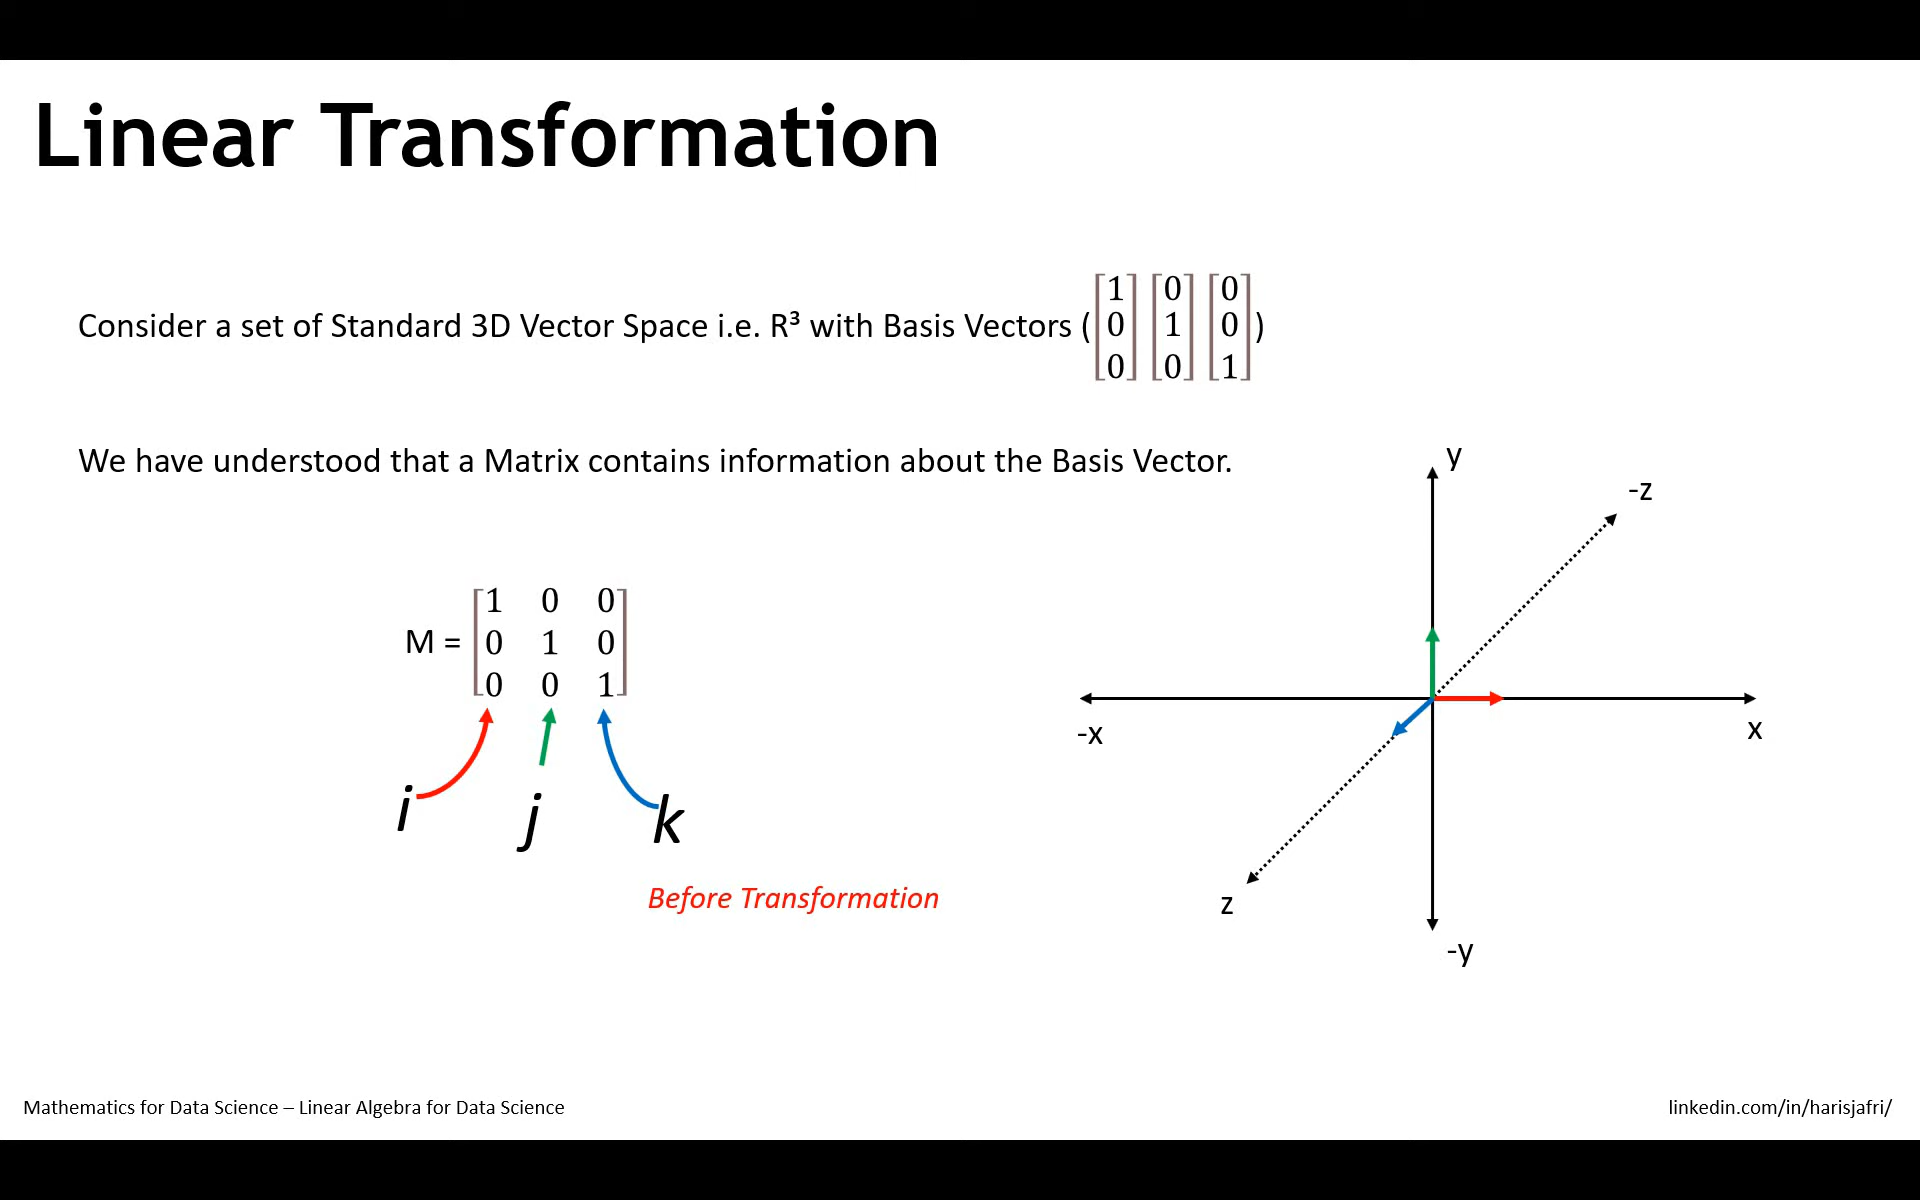 Linear Transformation
Consider a set of Standard 3D Vector Space i.e. R³ with Basis Vectors ([1 0 0] [0 1 0] [0 0 1])
We have understood that a Matrix contains information about the Basis Vector.
y
-z
1 0 0
M = 0 1 0
0 0 1
-x
x
i j k
Before Transformation
z
-y
Mathematics for Data Science – Linear Algebra for Data Science
linkedin.com/in/harisjafri/